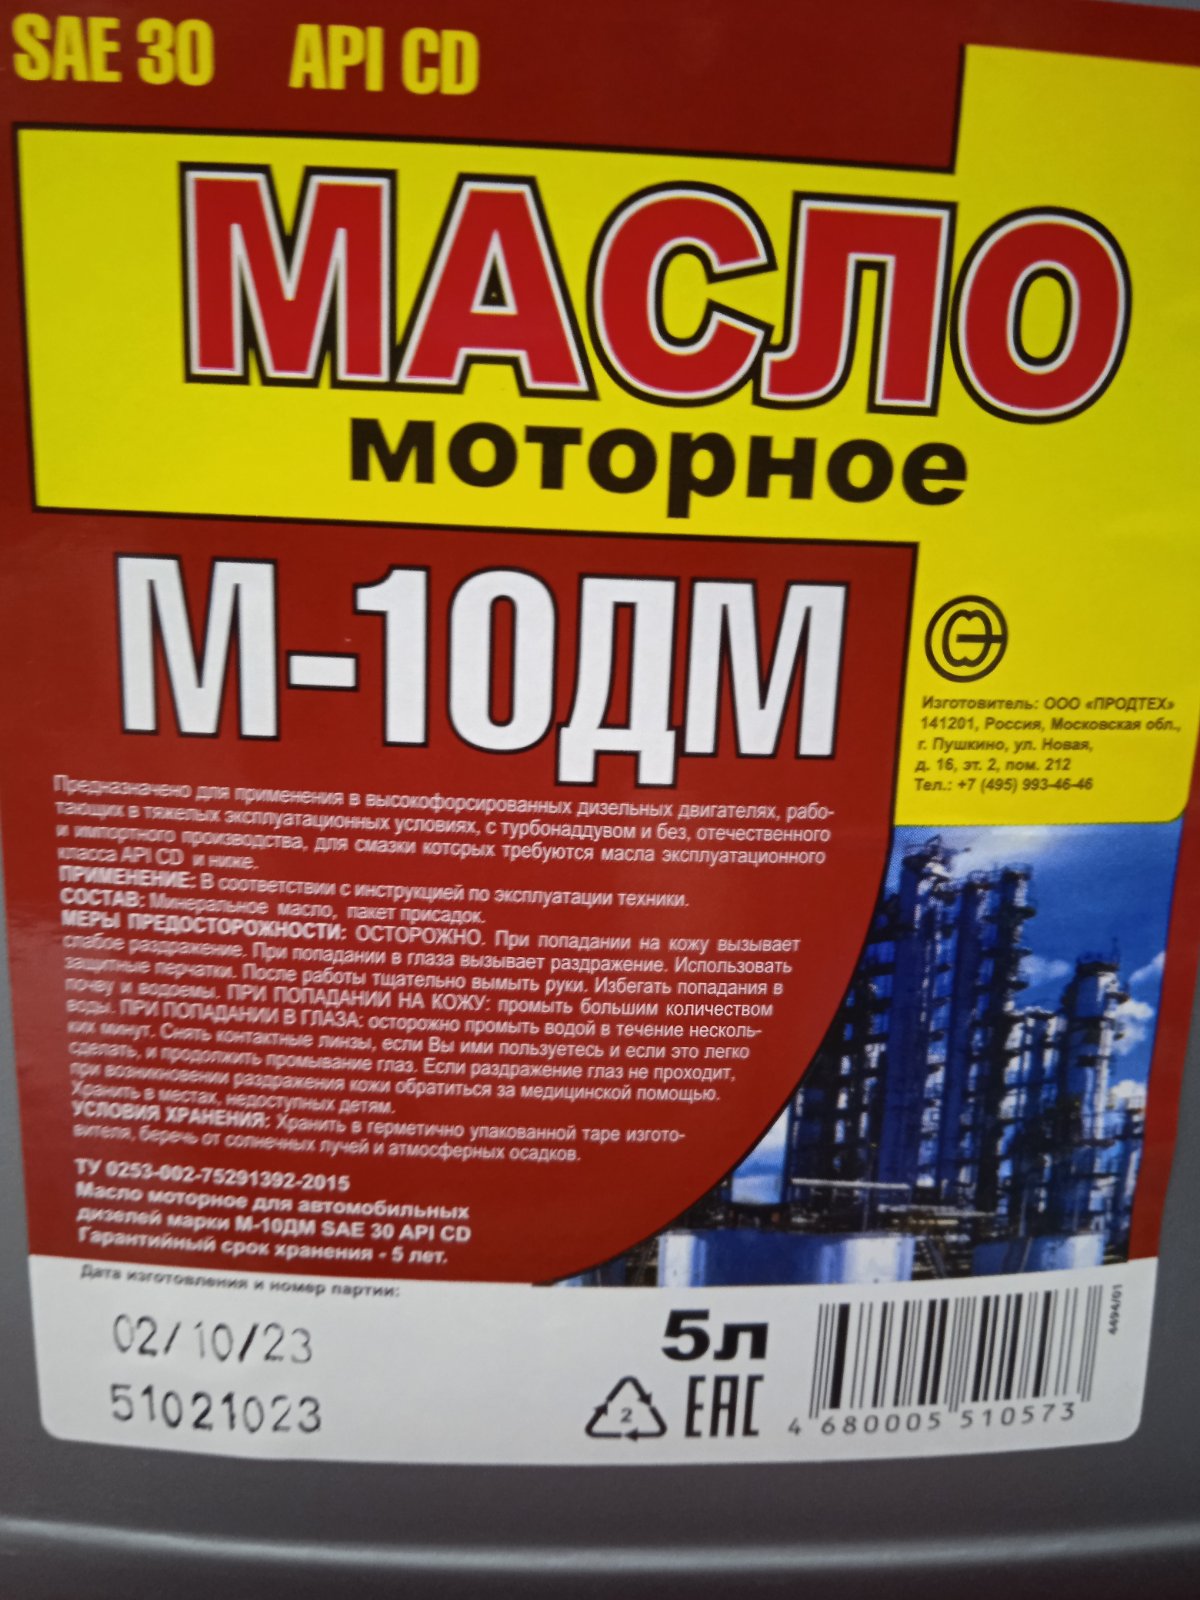 SAE 30 API CD
МАСЛО
моторное
М-10ДМ
Изготовитель: ООО «ПРОДТЕХ»
141201, Россия, Московская обл.,
г. Пушкино, ул. Новая,
д. 16, эт. 2, пом. 212
Тел.: +7 (495) 993-46-46
Предназначено для применения в высокофорсированных дизельных двигателях, рабо-
тающих в тяжелых эксплуатационных условиях, с турбонаддувом и без, отечественного
и импортного производства, для смазки которых требуются масла эксплуатационного
класса API CD и ниже.
ПРИМЕНЕНИЕ: В соответствии с инструкцией по эксплуатации техники.
СОСТАВ: Минеральное масло, пакет присадок.
МЕРЫ ПРЕДОСТОРОЖНОСТИ: ОСТОРОЖНО. При попадании на кожу вызывает
слабое раздражение. При попадании в глаза вызывает раздражение. Использовать
защитные перчатки. После работы тщательно вымыть руки. Избегать попадания в
почву и водоемы. ПРИ ПОПАДАНИИ НА КОЖУ: промыть большим количеством
воды. ПРИ ПОПАДАНИИ В ГЛАЗА: осторожно промыть водой в течение несколь-
ких минут. Снять контактные линзы, если Вы ими пользуетесь и если это легко
сделать, и продолжить промывание глаз. Если раздражение глаз не проходит,
при возникновении раздражения кожи обратиться за медицинской помощью.
Хранить в местах, недоступных детям.
УСЛОВИЯ ХРАНЕНИЯ: Хранить в герметично упакованной таре изгото-
вителя, беречь от солнечных лучей и атмосферных осадков.
ТУ 0253-002-75291392-2015
Масло моторное для автомобильных
дизелей марки М-10ДМ SAE 30 API CD
Гарантийный срок хранения - 5 лет.
Дата изготовления и номер партии:
02/10/23
51021023
5л
2 EAC
4 680005 510573
4494/01